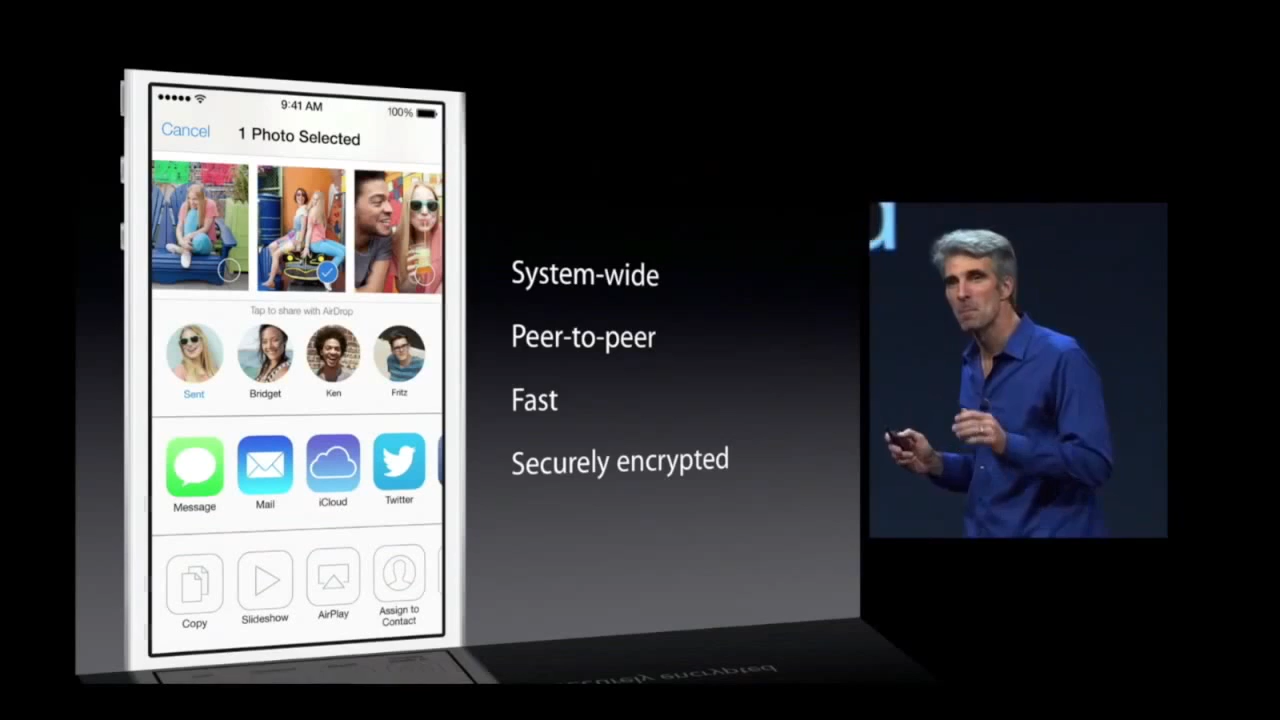 9:41 AM
100%
Cancel
1 Photo Selected
Tap to share with AirDrop
Sent
Bridget
Ken
Fritz
Message
Mail
iCloud
Twitter
Copy
Slideshow
AirPlay
Assign to
Contact
System-wide
Peer-to-peer
Fast
Securely encrypted
d